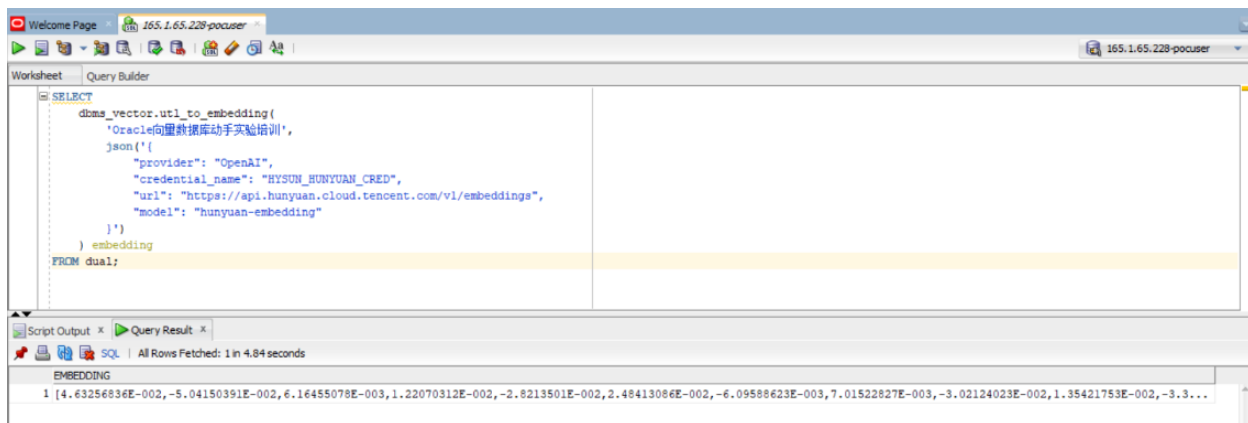 Welcome Page
165.1.65.228-pocuser
165.1.65.228-pocuser
Worksheet
Query Builder
SELECT
dbms_vector.utl_to_embedding(
'Oracle向量数据库动手实验培训',
json('{
"provider": "OpenAI",
"credential_name": "HYSUN_HUNYUAN_CRED",
"url": "https://api.hunyuan.cloud.tencent.com/v1/embeddings",
"model": "hunyuan-embedding"
}')
) embedding
FROM dual;
Script Output
Query Result
SQL | All Rows Fetched: 1 in 4.84 seconds
EMBEDDING
1 [4.63256836E-002,-5.04150391E-002,6.16455078E-003,1.22070312E-002,-2.8213501E-002,2.48413086E-002,-6.09588623E-003,7.01522827E-003,-3.02124023E-002,1.35421753E-002,-3.3...